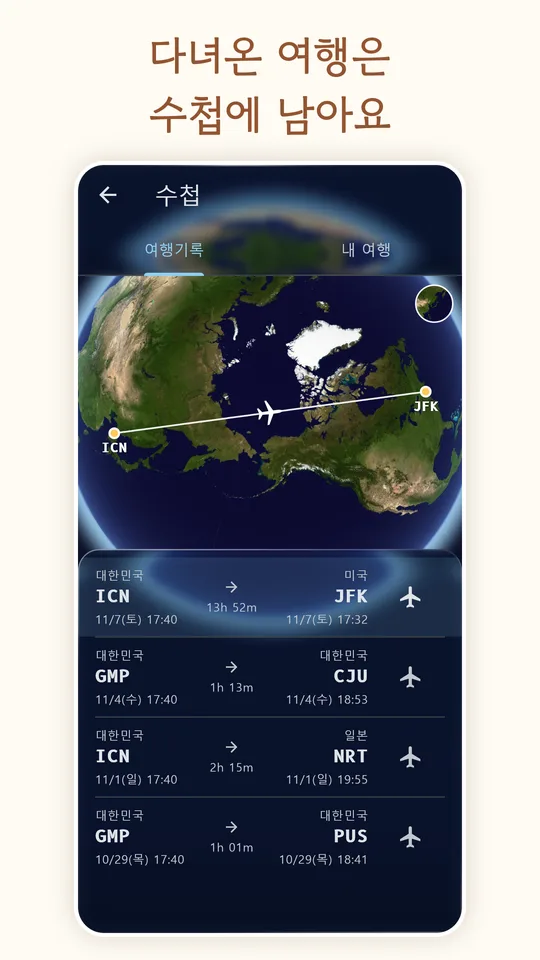 다녀온 여행은
수첩에 남아요
수첩
여행기록 내 여행
JFK
ICN
대한민국 미국
ICN JFK
13h 52m
11/7(토) 17:40 11/7(토) 17:32
대한민국 대한민국
GMP CJU
1h 13m
11/4(수) 17:40 11/4(수) 18:53
대한민국 일본
ICN NRT
2h 15m
11/1(일) 17:40 11/1(일) 19:55
대한민국 대한민국
GMP PUS
1h 01m
10/29(목) 17:40 10/29(목) 18:41